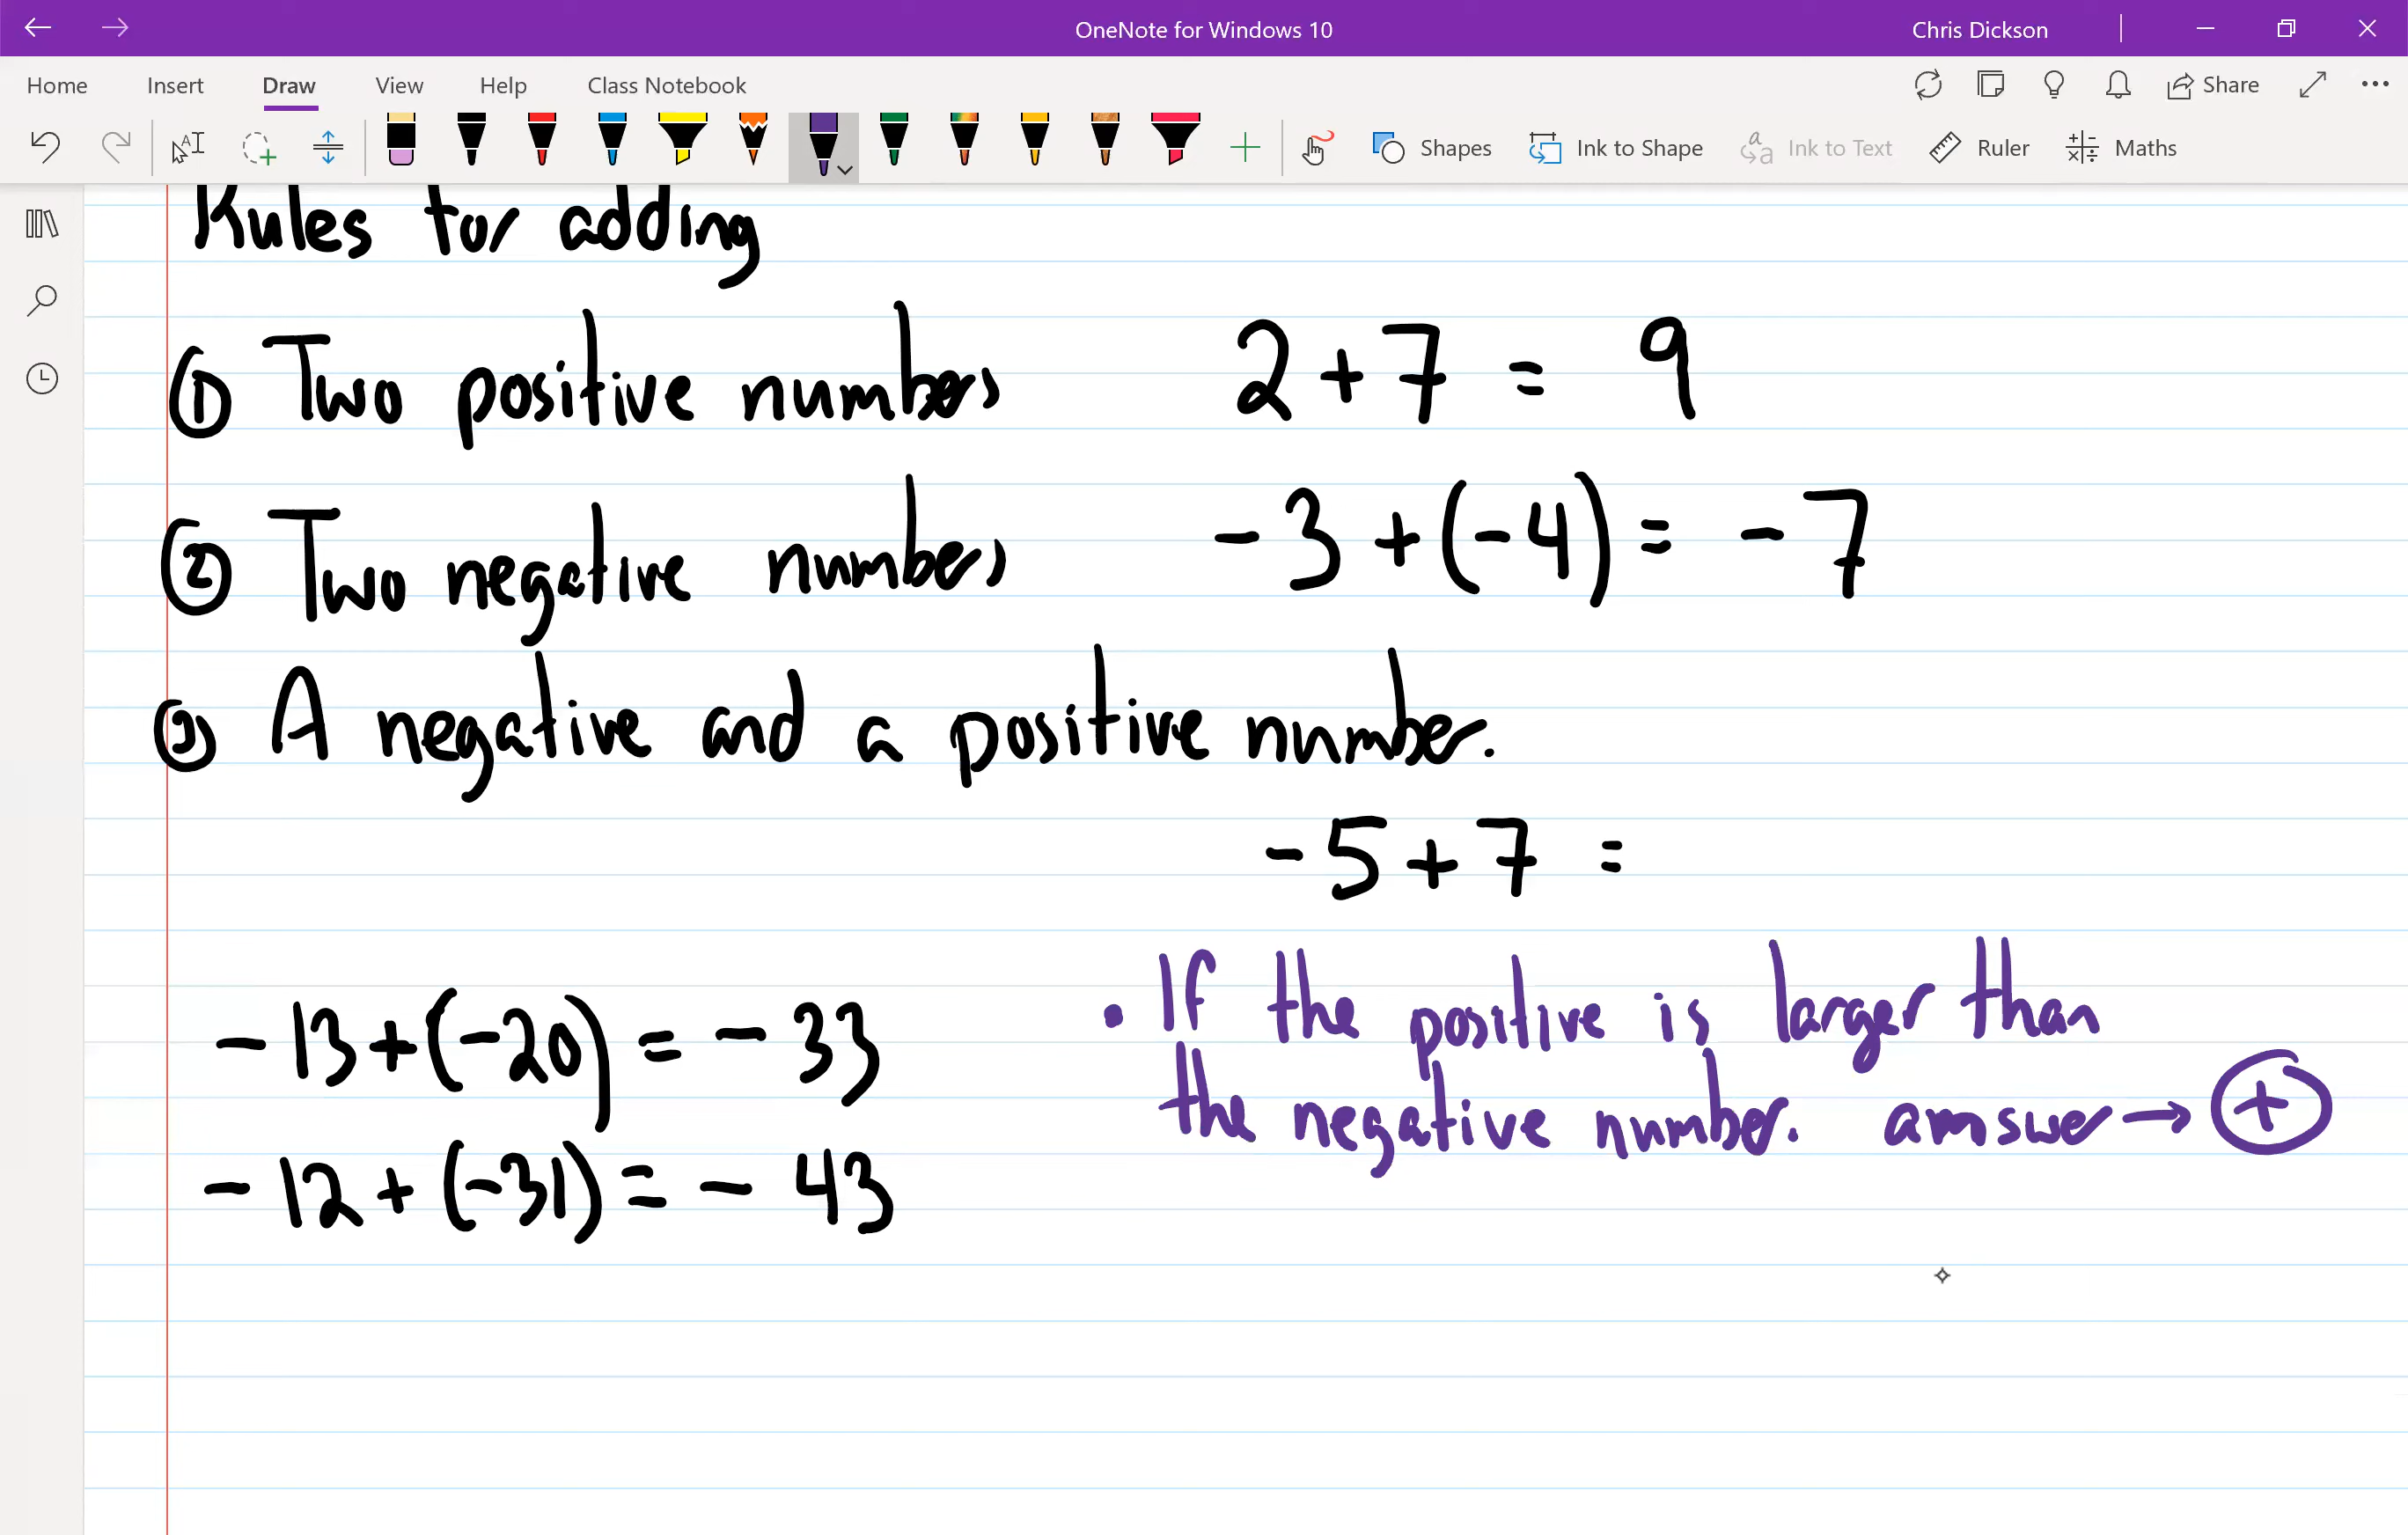 OneNote for Windows 10
Chris Dickson
Home Insert Draw View Help Class Notebook
Share
Shapes Ink to Shape Ink to Text Ruler Maths
Rules for adding
① Two positive numbers 2 + 7 = 9
② Two negative numbers -3 + (-4) = -7
③ A negative and a positive number.
-5 + 7 =
-13 + (-20) = -33
-12 + (-31) = -43
• If the positive is larger than
the negative number. amswer → ⊕